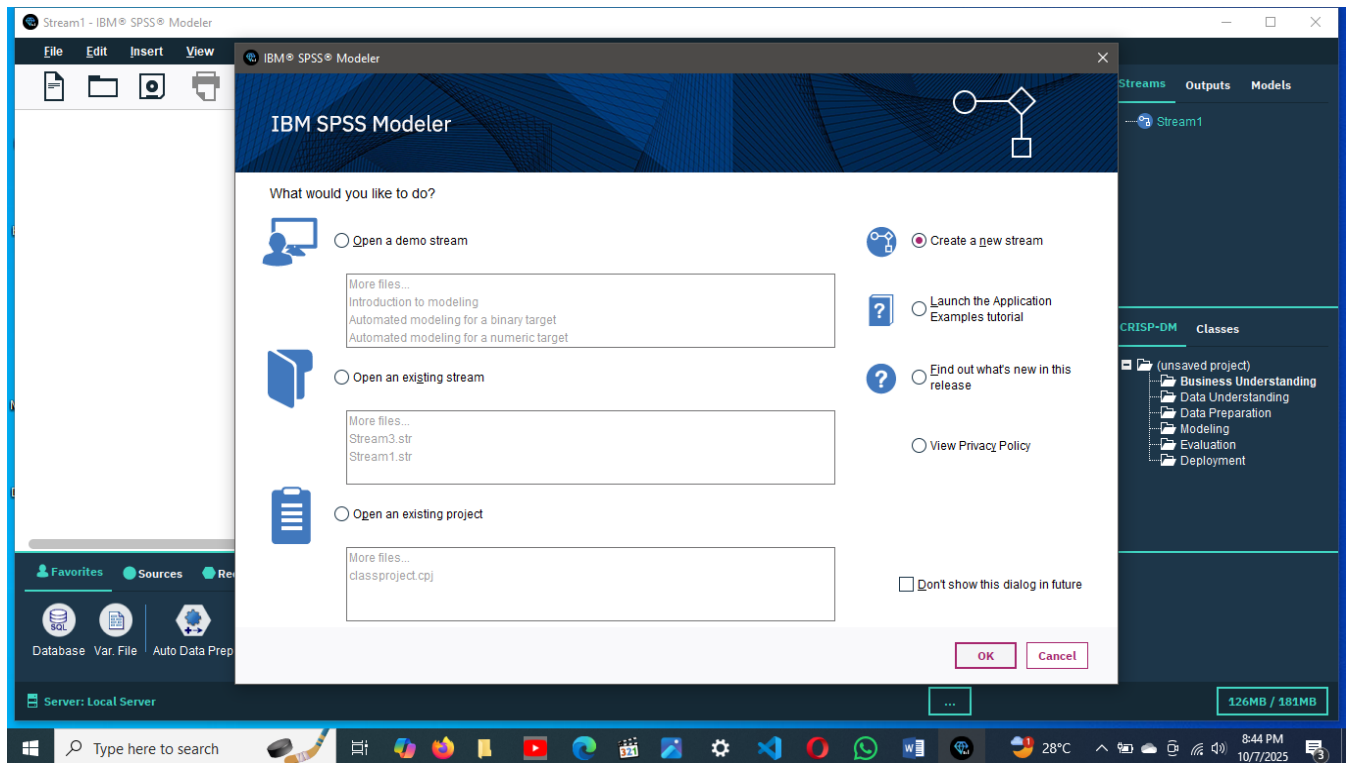 Stream1 - IBM® SPSS® Modeler
File Edit Insert View
IBM® SPSS® Modeler
IBM SPSS Modeler
What would you like to do?
Open a demo stream
More files...
Introduction to modeling
Automated modeling for a binary target
Automated modeling for a numeric target
Open an existing stream
More files...
Stream3.str
Stream1.str
Open an existing project
More files...
classproject.cpj
Create a new stream
Launch the Application
Examples tutorial
Find out what's new in this
release
View Privacy Policy
Don't show this dialog in future
OK Cancel
Streams Outputs Models
Stream1
CRISP-DM Classes
(unsaved project)
Business Understanding
Data Understanding
Data Preparation
Modeling
Evaluation
Deployment
Favorites Sources Re
SQL
Database Var. File Auto Data Prep
Server: Local Server
...
126MB / 181MB
Type here to search
321
28°C
8:44 PM
10/7/2025
3